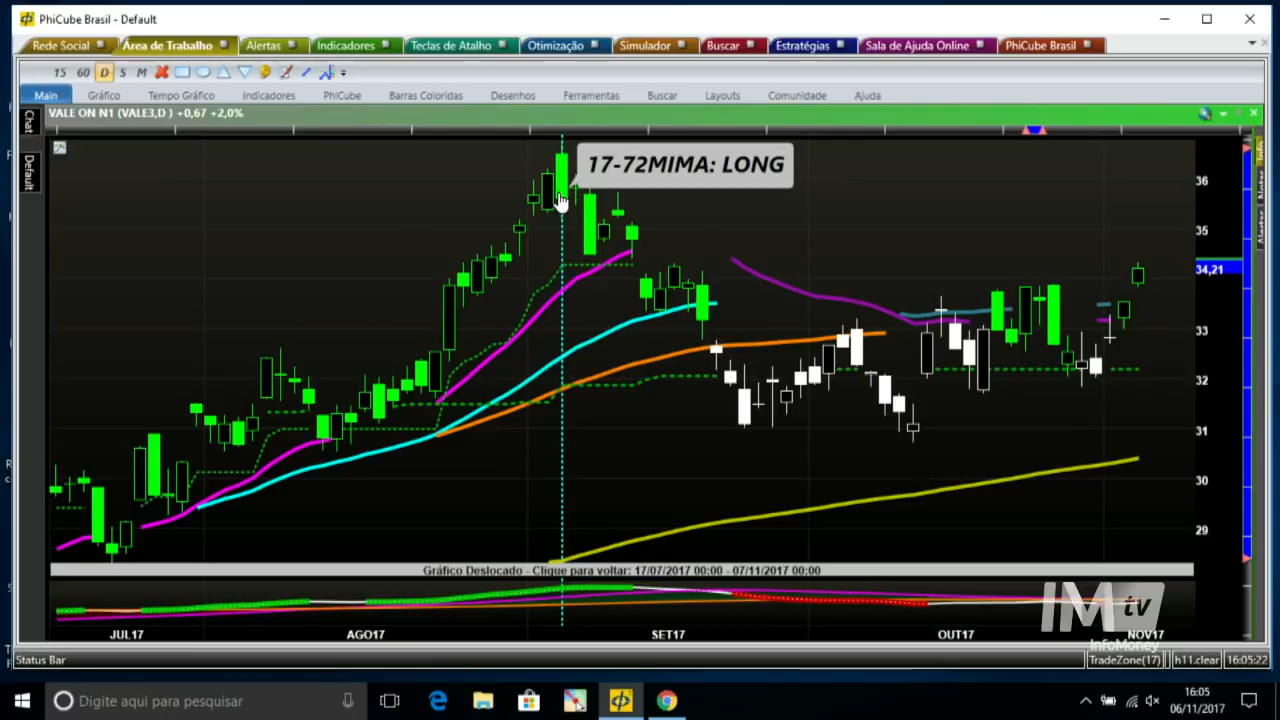 PhiCube Brasil - Default
Rede Social Área de Trabalho Alertas Indicadores Teclas de Atalho Otimização Simulador Buscar Estratégias Sala de Ajuda Online PhiCube Brasil
15 60 D S M
Main Gráfico Tempo Gráfico Indicadores PhiCube Barras Coloridas Desenhos Ferramentas Buscar Layouts Comunidade Ajuda
Chat
Default
VALE ON N1 (VALE3,D ) +0,67 +2,0%
17-72MIMA: LONG
36
35
34,21
33
32
31
30
29
Gráfico Deslocado - Clique para voltar: 17/07/2017 00:00 - 07/11/2017 00:00
IM tv
InfoMoney
JUL17 AGO17 SET17 OUT17 NOV17
Status Bar TradeZone(17) h11.clear 16:05:22
Digite aqui para pesquisar
16:05
06/11/2017